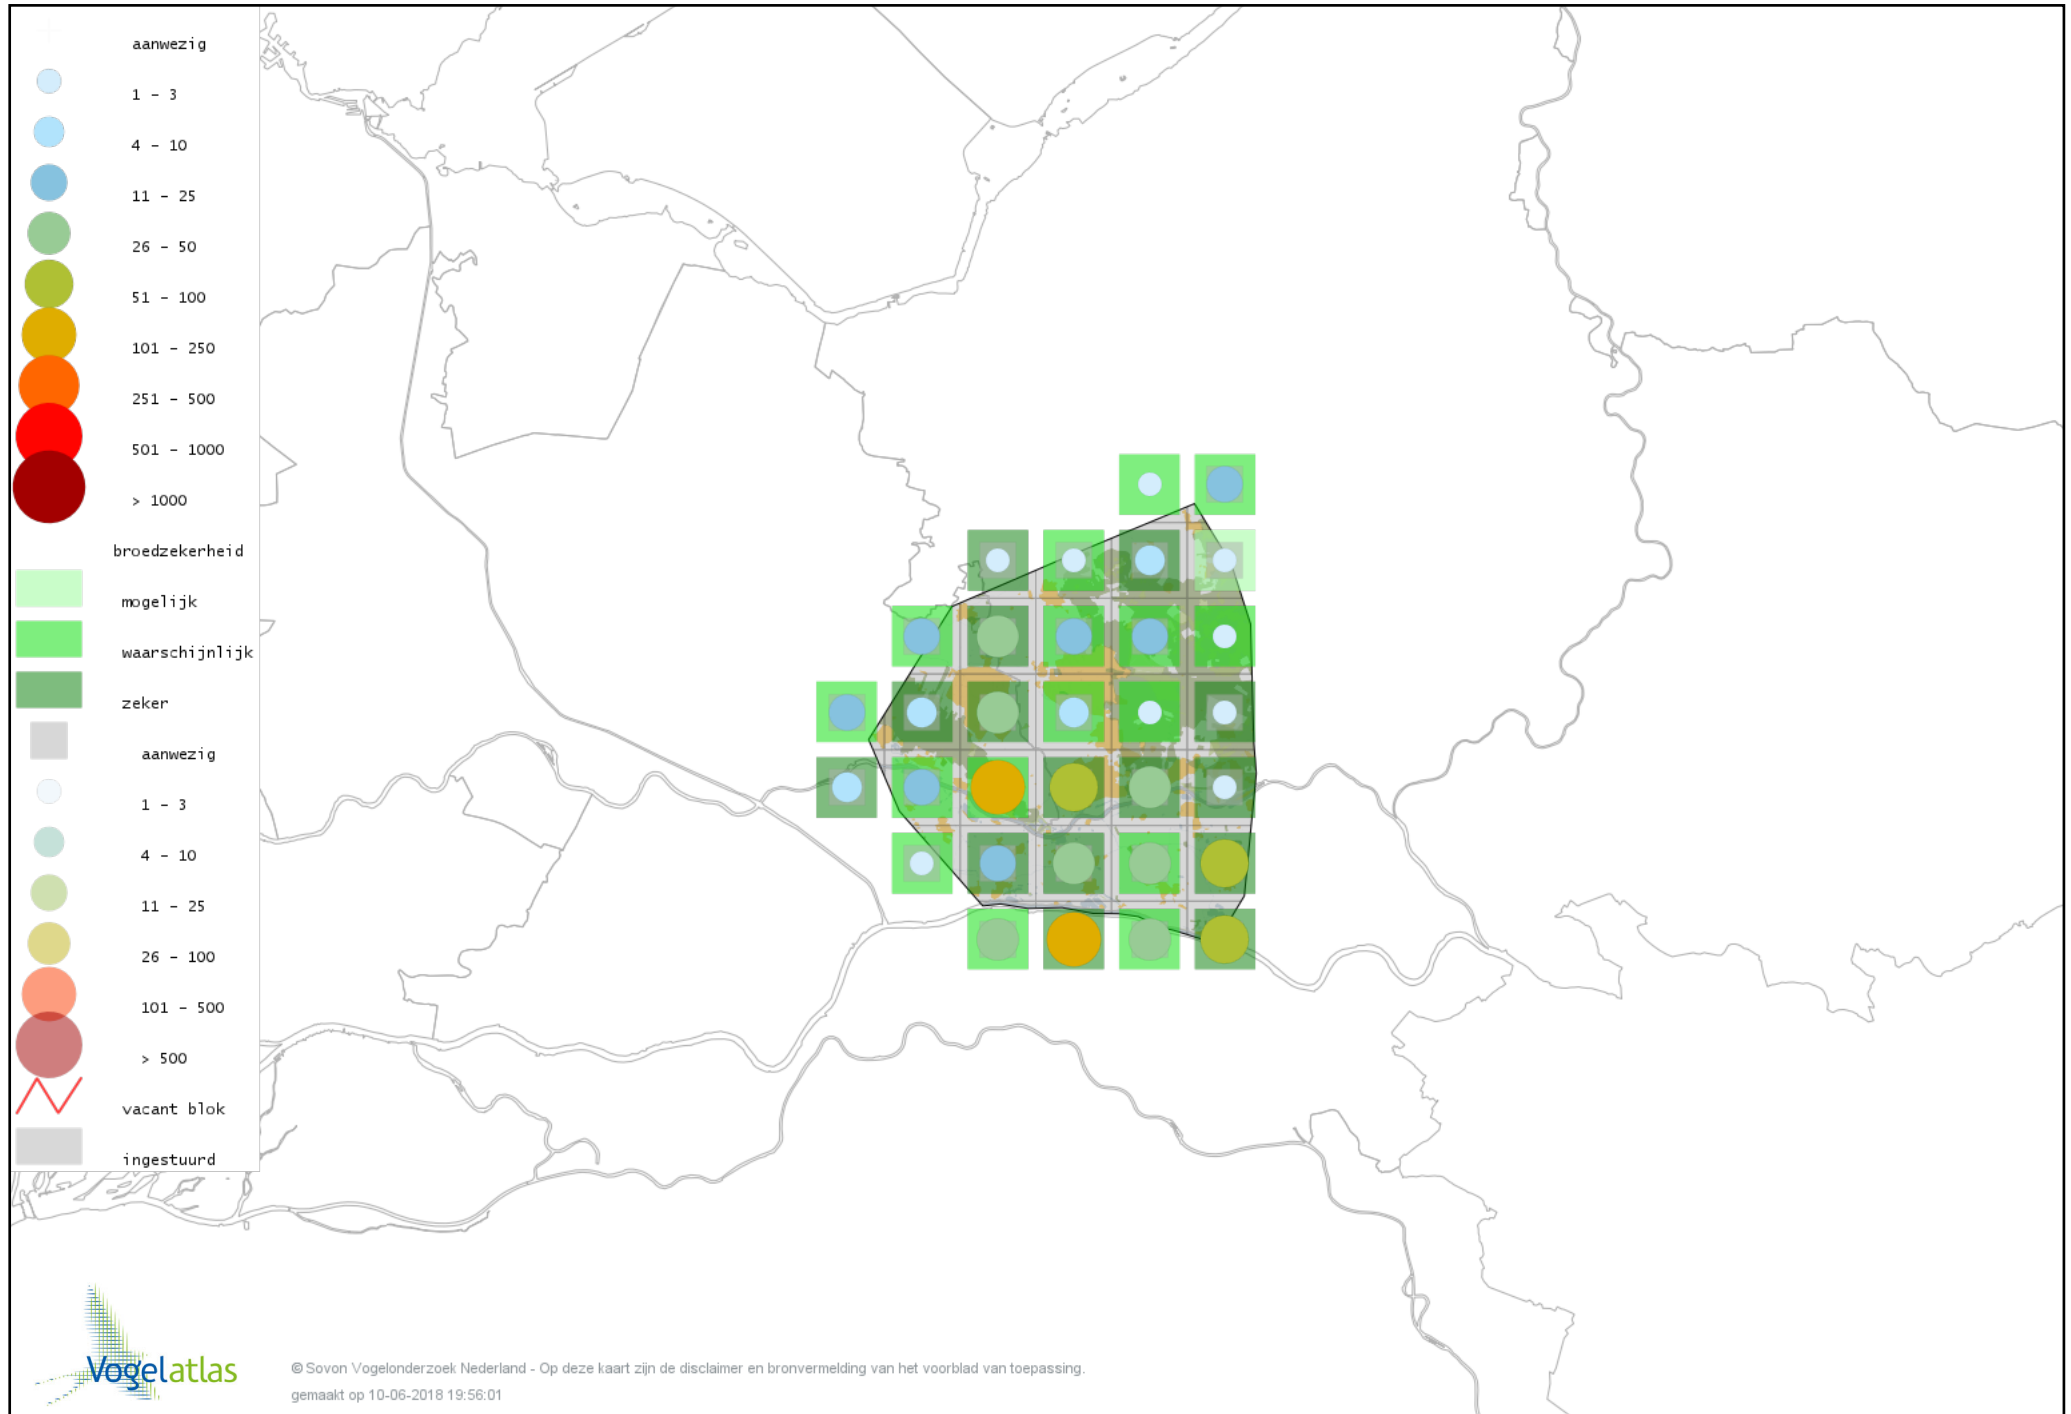 aanwezig
1 - 3
4 - 10
11 - 25
26 - 50
51 - 100
101 - 250
251 - 500
501 - 1000
> 1000
broedzekerheid
mogelijk
waarschijnlijk
zeker
aanwezig
1 - 3
4 - 10
11 - 25
26 - 100
101 - 500
> 500
vacant blok
ingestuurd
Vogelatlas
© Sovon Vogelonderzoek Nederland - Op deze kaart zijn de disclaimer en bronvermelding van het voorblad van toepassing.
gemaakt op 10-06-2018 19:56:01